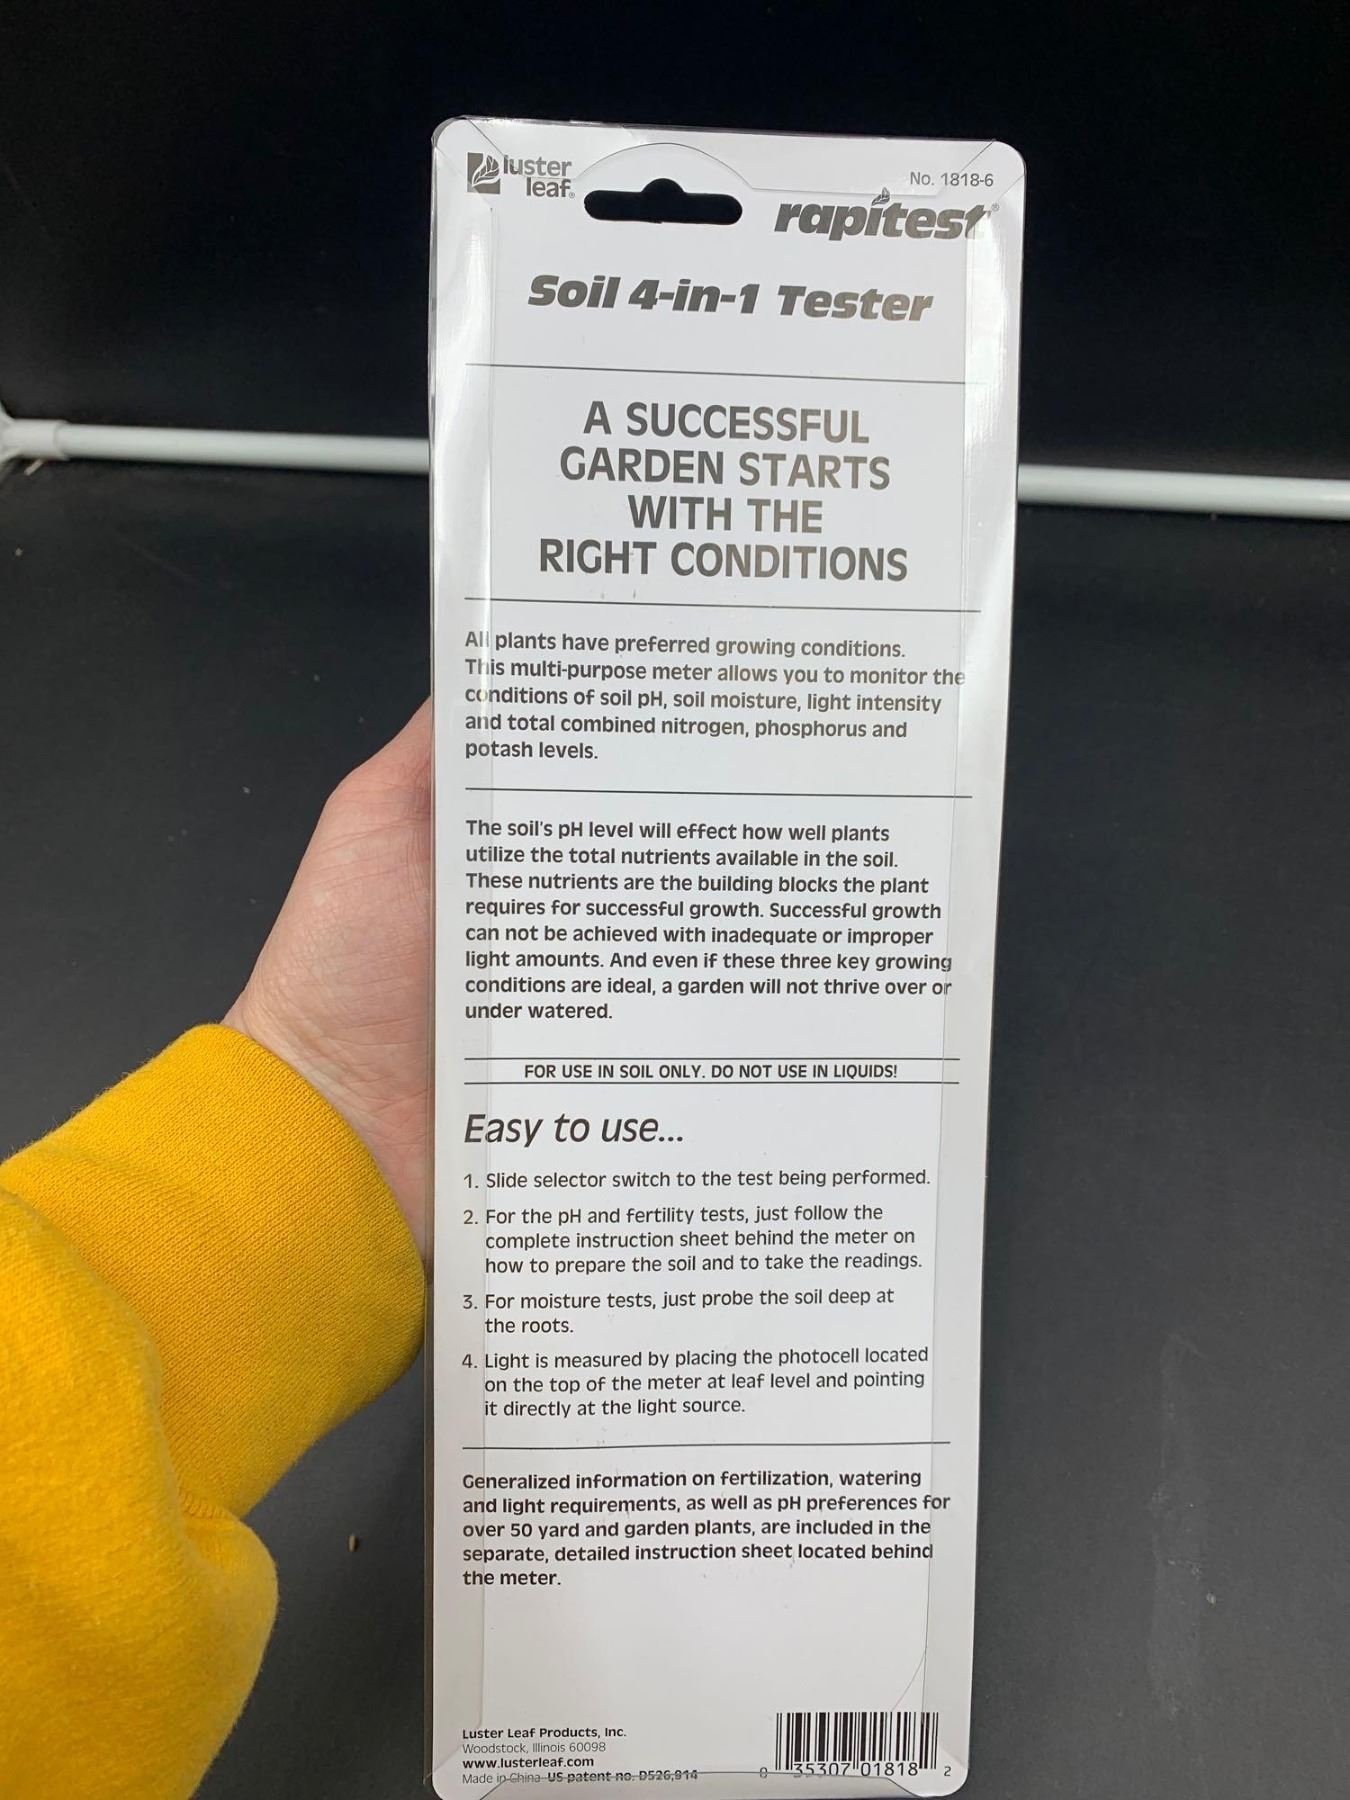 luster
leaf®
No. 1818-6
rapitest®
Soil 4-in-1 Tester
A SUCCESSFUL
GARDEN STARTS
WITH THE
RIGHT CONDITIONS
All plants have preferred growing conditions.
This multi-purpose meter allows you to monitor the
conditions of soil pH, soil moisture, light intensity
and total combined nitrogen, phosphorus and
potash levels.
The soil's pH level will effect how well plants
utilize the total nutrients available in the soil.
These nutrients are the building blocks the plant
requires for successful growth. Successful growth
can not be achieved with inadequate or improper
light amounts. And even if these three key growing
conditions are ideal, a garden will not thrive over or
under watered.
FOR USE IN SOIL ONLY. DO NOT USE IN LIQUIDS!
Easy to use...
1. Slide selector switch to the test being performed.
2. For the pH and fertility tests, just follow the
complete instruction sheet behind the meter on
how to prepare the soil and to take the readings.
3. For moisture tests, just probe the soil deep at
the roots.
4. Light is measured by placing the photocell located
on the top of the meter at leaf level and pointing
it directly at the light source.
Generalized information on fertilization, watering
and light requirements, as well as pH preferences for
over 50 yard and garden plants, are included in the
separate, detailed instruction sheet located behind
the meter.
Luster Leaf Products, Inc.
Woodstock, Illinois 60098
www.lusterleaf.com
Made in China US patent no. D526,914
0 35307 01818 2